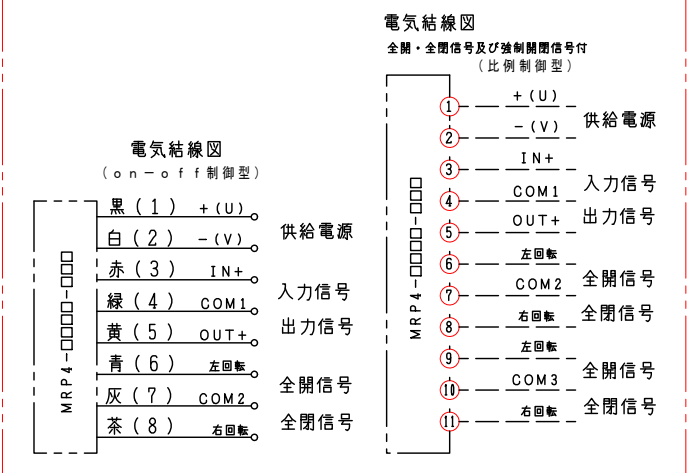 電気結線図
(on-off制御型)
黒(1) +(U)
白(2) -(V)
供給電源
赤(3) IN+
緑(4) COM1
入力信号
黄(5) OUT+
出力信号
青(6) 左回転
灰(7) COM2
全開信号
茶(8) 右回転
全閉信号
MRP4-□□□□-□□□
電気結線図
全開・全閉信号及び強制開閉信号付
(比例制御型)
① +(U)
② -(V)
供給電源
③ IN+
④ COM1
入力信号
⑤ OUT+
出力信号
⑥ 左回転
⑦ COM2
全開信号
⑧ 右回転
全閉信号
⑨ 左回転
⑩ COM3
全開信号
⑪ 右回転
全閉信号
MRP4-□□□□-□□□